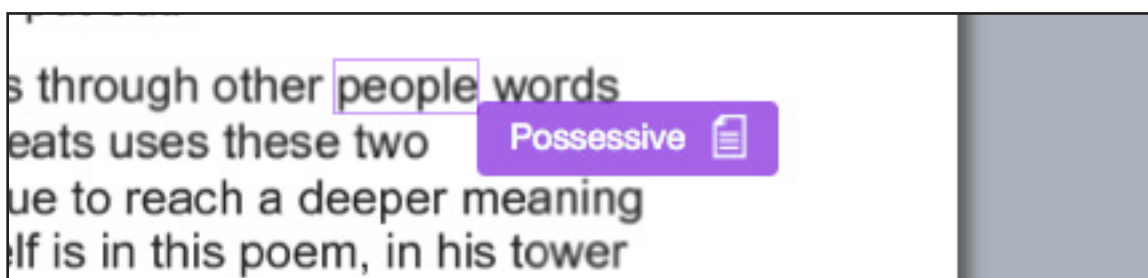 s through other people words
Possessive
eats uses these two
ue to reach a deeper meaning
elf is in this poem, in his tower